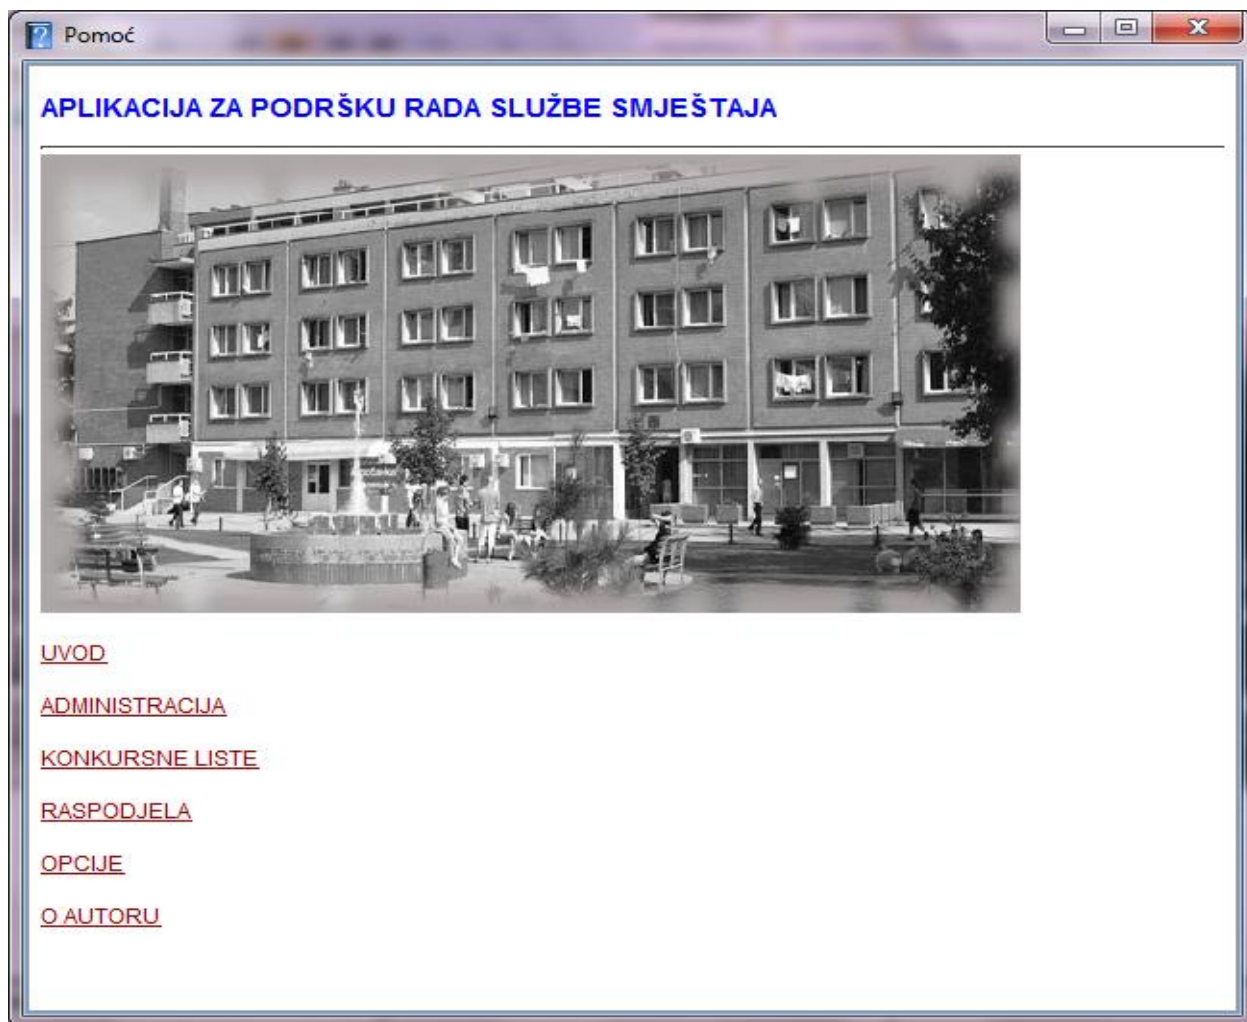 Pomoć
APLIKACIJA ZA PODRŠKU RADA SLUŽBE SMJEŠTAJA
UVOD
ADMINISTRACIJA
KONKURSNE LISTE
RASPODJELA
OPCIJE
O AUTORU